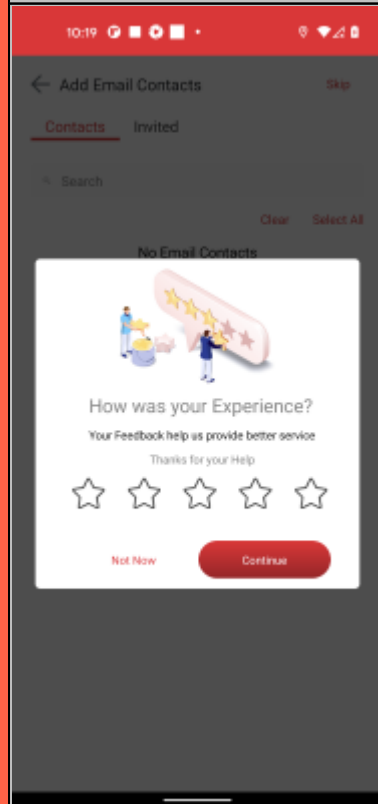 10:19
Add Email Contacts
Skip
Contacts
Invited
Search
Clear
Select All
No Email Contacts
How was your Experience?
Your Feedback help us provide better service
Thanks for your Help
Not Now
Continue